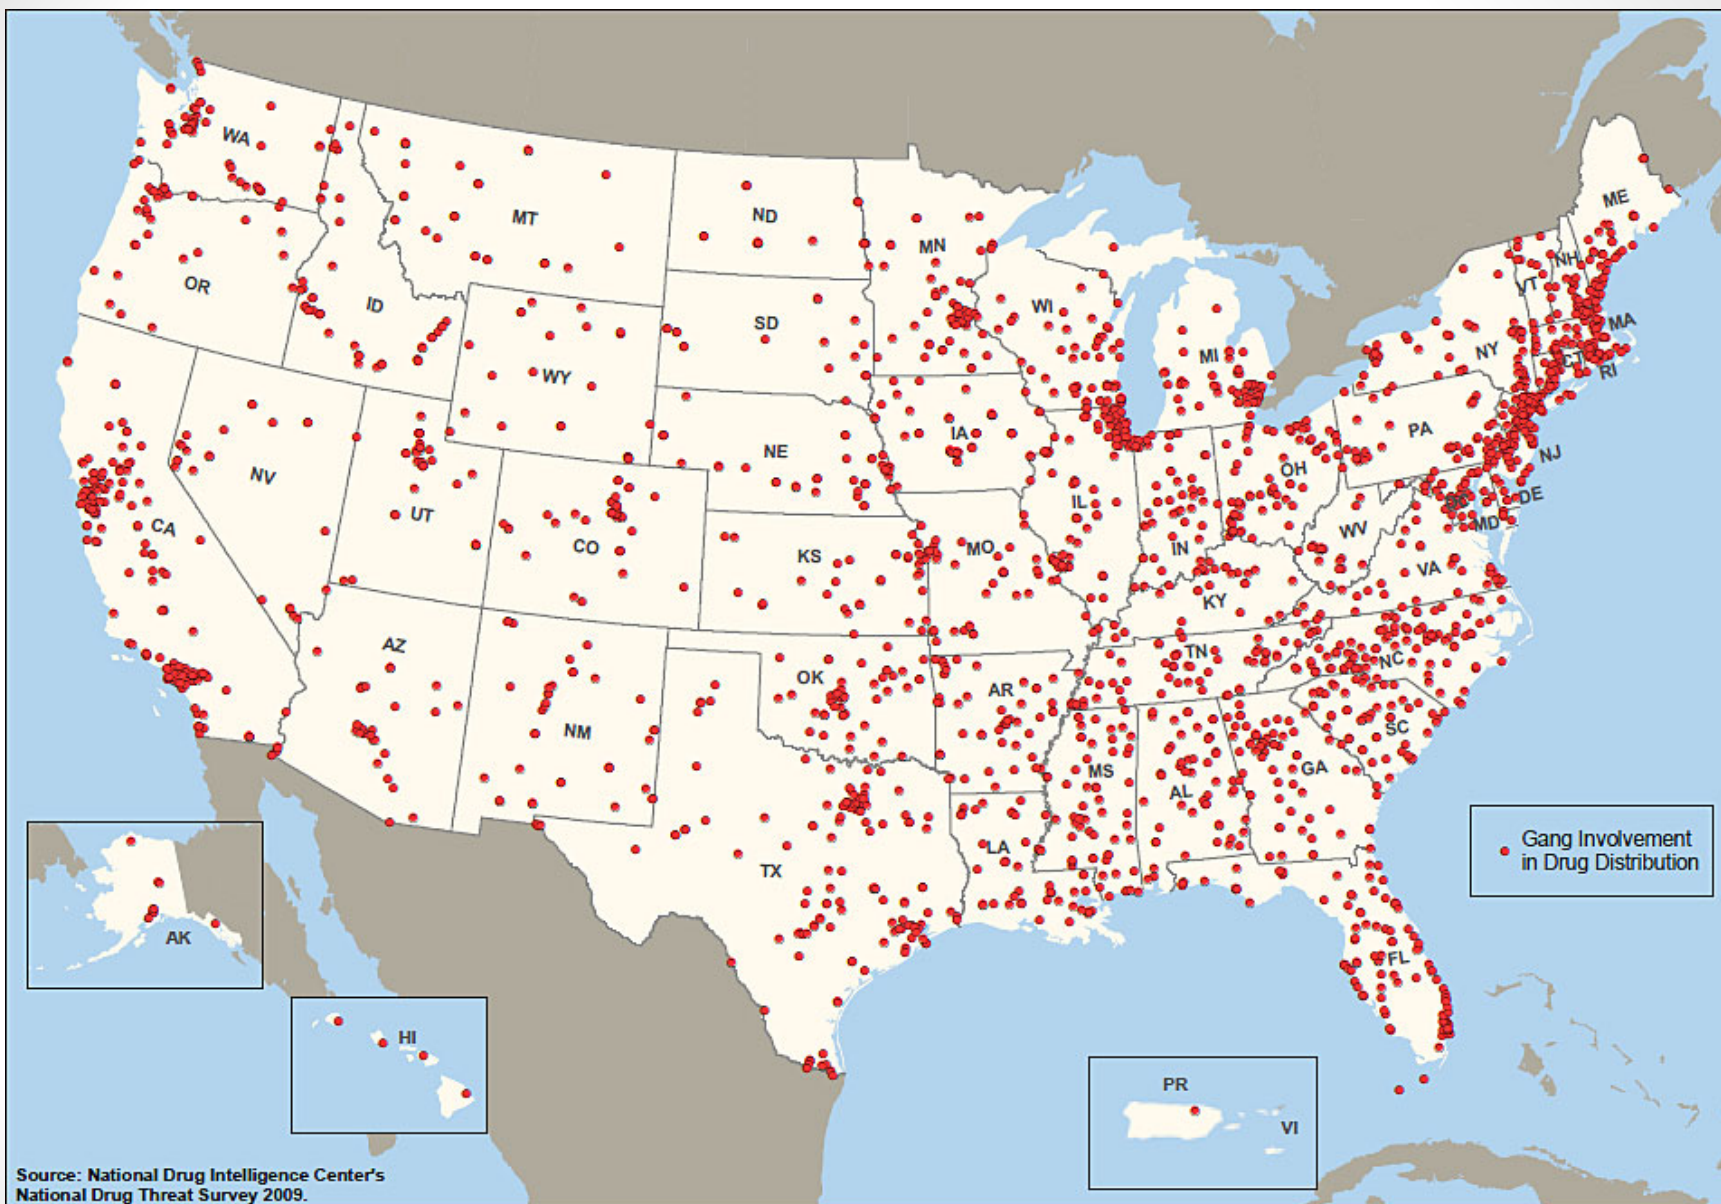 WA
MT
ND
MN
ME
OR
ID
SD
WI
VT
NH
WY
MI
NY
MA
CT
RI
NV
UT
CO
NE
IA
IL
IN
OH
PA
NJ
CA
KS
MO
KY
WV
VA
MD
DE
DC
AZ
NM
OK
AR
TN
NC
SC
TX
LA
MS
AL
GA
FL
Gang Involvement
in Drug Distribution
AK
HI
PR
VI
Source: National Drug Intelligence Center's
National Drug Threat Survey 2009.